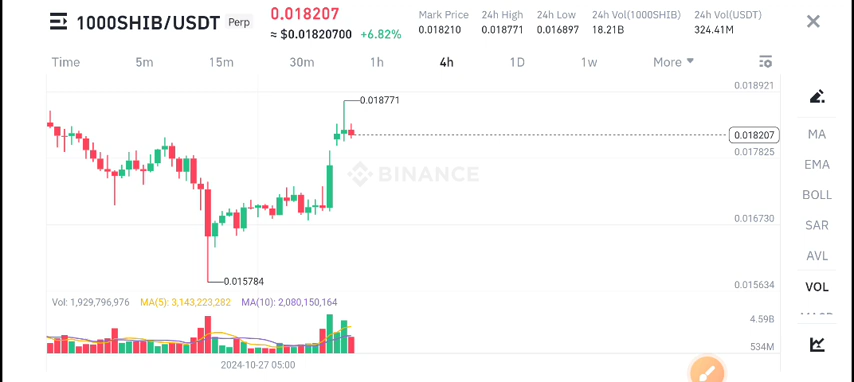 1000SHIB/USDT Perp
0.018207
≈ $0.01820700 +6.82%
Mark Price 24h High 24h Low 24h Vol(1000SHIB) 24h Vol(USDT)
0.018210 0.018771 0.016897 18.21B 324.41M
Time 5m 15m 30m 1h 4h 1D 1w More
0.018921
0.018771
0.018207
MA
0.017825
EMA
BINANCE
BOLL
0.016730
SAR
AVL
0.015784
0.015634
VOL
Vol: 1,929,796,976 MA(5): 3,143,223,282 MA(10): 2,080,150,164
4.59B
534M
2024-10-27 05:00